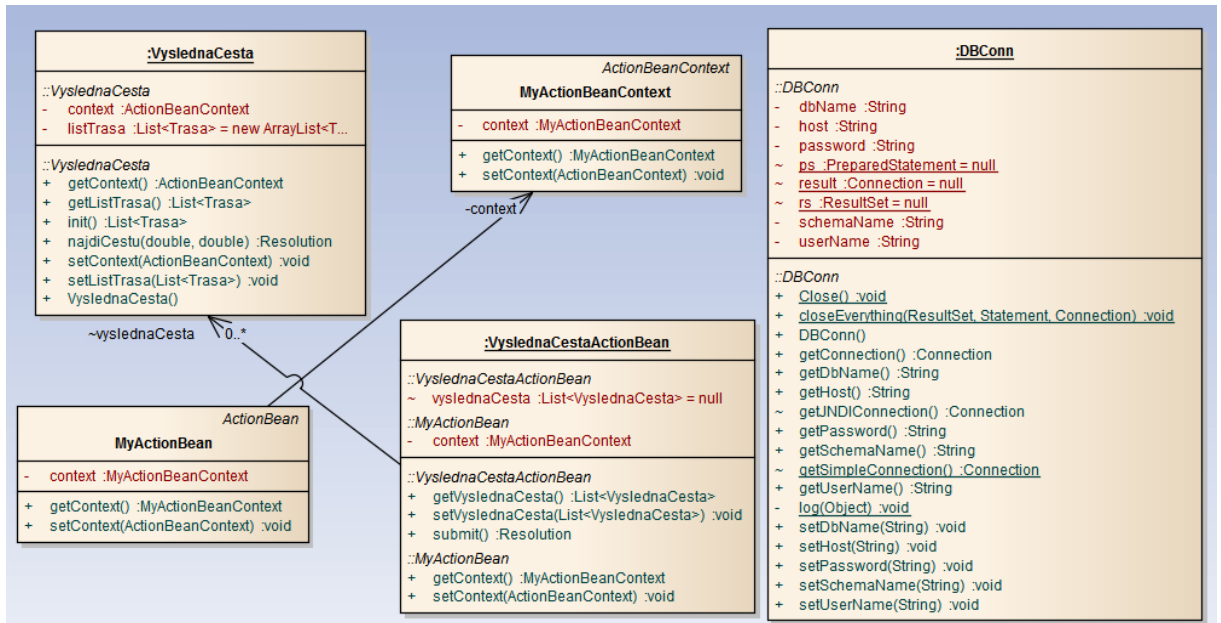 :VyslednaCesta
::VyslednaCesta
- context :ActionBeanContext
- listTrasa :List<Trasa> = new ArrayList<T...
::VyslednaCesta
+ getContext() :ActionBeanContext
+ getListTrasa() :List<Trasa>
+ init() :List<Trasa>
+ najdiCestu(double, double) :Resolution
+ setContext(ActionBeanContext) :void
+ setListTrasa(List<Trasa>) :void
+ VyslednaCesta()
~vyslednaCesta 0..*
ActionBeanContext
MyActionBeanContext
- context :MyActionBeanContext
+ getContext() :MyActionBeanContext
+ setContext(ActionBeanContext) :void
-context
ActionBean
MyActionBean
- context :MyActionBeanContext
+ getContext() :MyActionBeanContext
+ setContext(ActionBeanContext) :void
:VyslednaCestaActionBean
::VyslednaCestaActionBean
~ vyslednaCesta :List<VyslednaCesta> = null
::MyActionBean
- context :MyActionBeanContext
::VyslednaCestaActionBean
+ getVyslednaCesta() :List<VyslednaCesta>
+ setVyslednaCesta(List<VyslednaCesta>) :void
+ submit() :Resolution
::MyActionBean
+ getContext() :MyActionBeanContext
+ setContext(ActionBeanContext) :void
:DBConn
::DBConn
- dbName :String
- host :String
- password :String
~ ps :PreparedStatement = null
~ result :Connection = null
~ rs :ResultSet = null
- schemaName :String
- userName :String
::DBConn
+ Close() :void
+ closeEverything(ResultSet, Statement, Connection) :void
+ DBConn()
+ getConnection() :Connection
+ getDbName() :String
+ getHost() :String
~ getJNDIConnection() :Connection
+ getPassword() :String
+ getSchemaName() :String
~ getSimpleConnection() :Connection
+ getUserName() :String
- log(Object) :void
+ setDbName(String) :void
+ setHost(String) :void
+ setPassword(String) :void
+ setSchemaName(String) :void
+ setUserName(String) :void